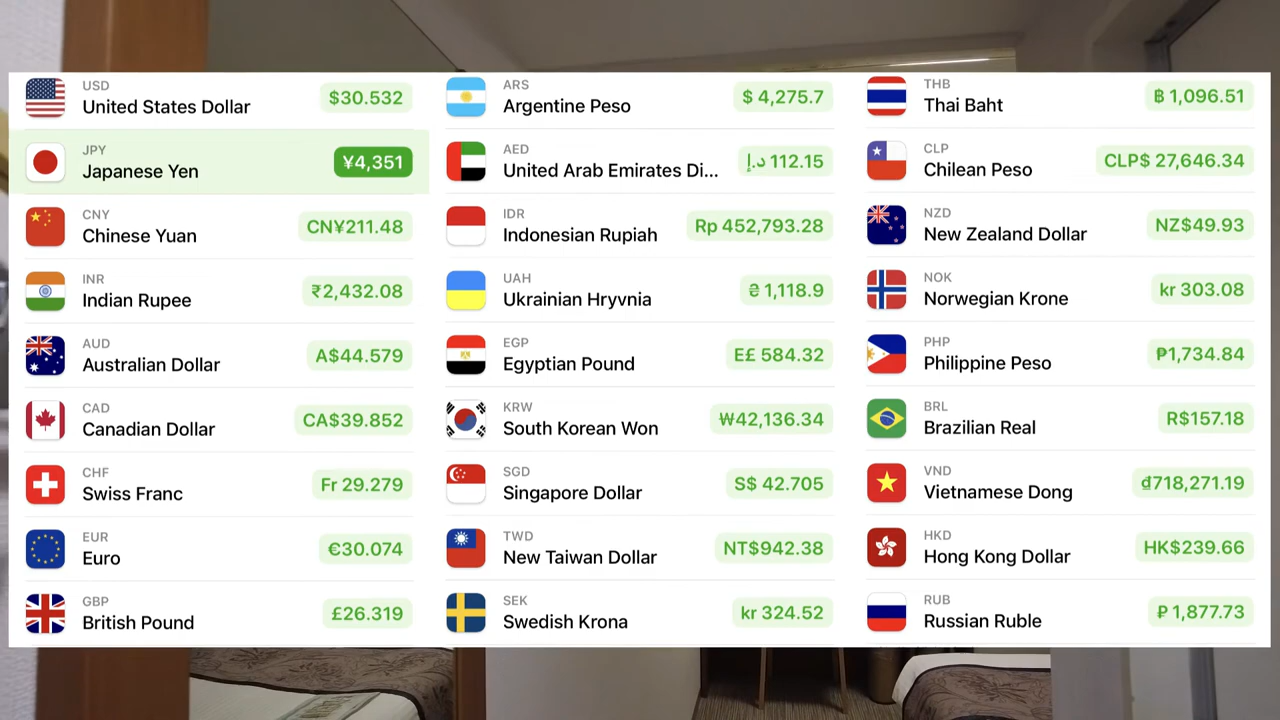 USD
United States Dollar
$30.532
JPY
Japanese Yen
¥4,351
CNY
Chinese Yuan
CN¥211.48
INR
Indian Rupee
₹2,432.08
AUD
Australian Dollar
A$44.579
CAD
Canadian Dollar
CA$39.852
CHF
Swiss Franc
Fr 29.279
EUR
Euro
€30.074
GBP
British Pound
£26.319
ARS
Argentine Peso
$ 4,275.7
AED
United Arab Emirates Di...
د.إ 112.15
IDR
Indonesian Rupiah
Rp 452,793.28
UAH
Ukrainian Hryvnia
₴ 1,118.9
EGP
Egyptian Pound
E£ 584.32
KRW
South Korean Won
₩42,136.34
SGD
Singapore Dollar
S$ 42.705
TWD
New Taiwan Dollar
NT$942.38
SEK
Swedish Krona
kr 324.52
THB
Thai Baht
฿ 1,096.51
CLP
Chilean Peso
CLP$ 27,646.34
NZD
New Zealand Dollar
NZ$49.93
NOK
Norwegian Krone
kr 303.08
PHP
Philippine Peso
₱1,734.84
BRL
Brazilian Real
R$157.18
VND
Vietnamese Dong
₫718,271.19
HKD
Hong Kong Dollar
HK$239.66
RUB
Russian Ruble
₽ 1,877.73